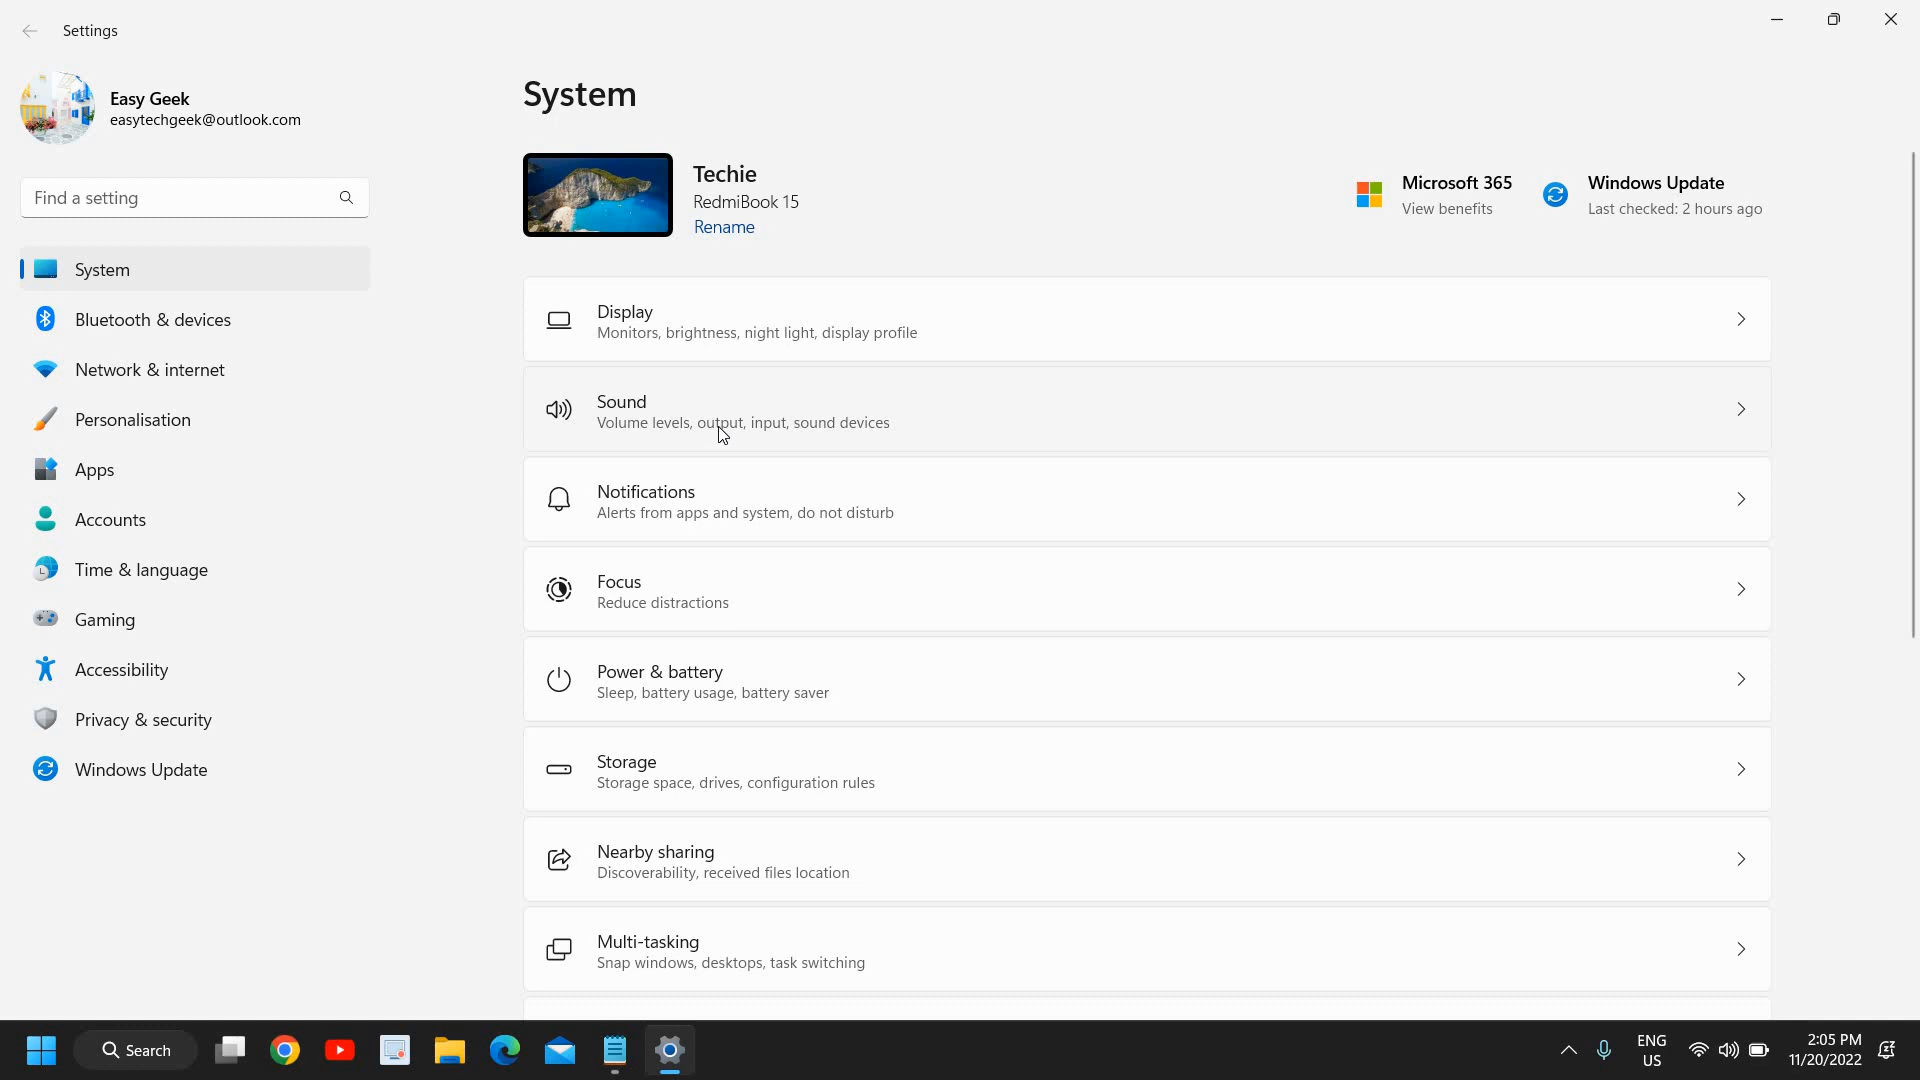 Settings
Easy Geek
easytechgeek@outlook.com
Find a setting
System
Bluetooth & devices
Network & internet
Personalisation
Apps
Accounts
Time & language
Gaming
Accessibility
Privacy & security
Windows Update
System
Techie
RedmiBook 15
Rename
Microsoft 365
View benefits
Windows Update
Last checked: 2 hours ago
Display
Monitors, brightness, night light, display profile
Sound
Volume levels, output, input, sound devices
Notifications
Alerts from apps and system, do not disturb
Focus
Reduce distractions
Power & battery
Sleep, battery usage, battery saver
Storage
Storage space, drives, configuration rules
Nearby sharing
Discoverability, received files location
Multi-tasking
Snap windows, desktops, task switching
Search
ENG
US
2:05 PM
11/20/2022